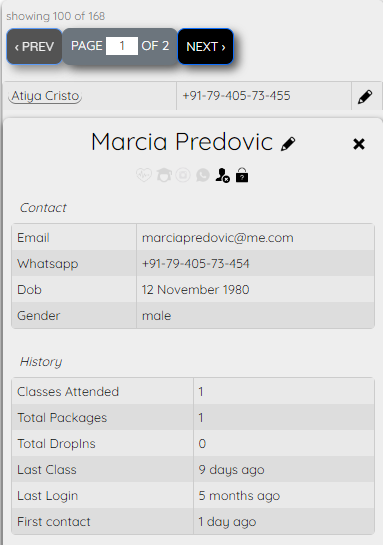 showing 100 of 168
‹ PREV PAGE 1 OF 2 NEXT ›
Atiya Cristo +91-79-405-73-455
Marcia Predovic
Contact
Email marciapredovic@me.com
Whatsapp +91-79-405-73-454
Dob 12 November 1980
Gender male
History
Classes Attended 1
Total Packages 1
Total DropIns 0
Last Class 9 days ago
Last Login 5 months ago
First contact 1 day ago